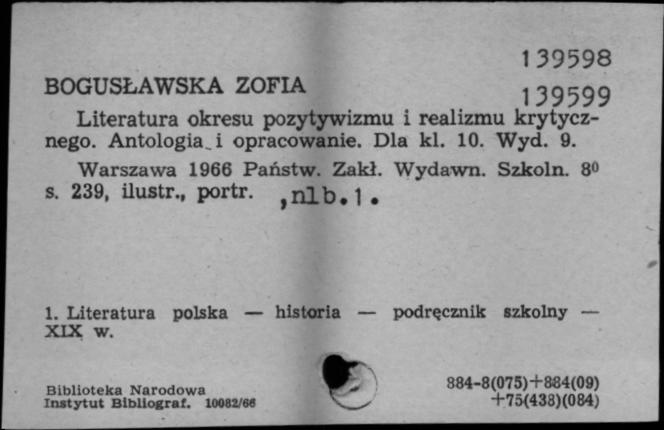 139598
BOGUSŁAWSKA ZOFIA
139599
Literatura okresu pozytywizmu i realizmu krytycz-
nego. Antologia i opracowanie. Dla kl. 10. Wyd. 9.
Warszawa 1966 Państw. Zakł. Wydawn. Szkoln. 8⁰
s. 239, ilustr., portr. ,nlb.1.
1. Literatura polska — historia — podręcznik szkolny —
XIX w.
Biblioteka Narodowa
Instytut Bibliograf. 10082/66
884-8(075)+884(09)
+75(438)(084)